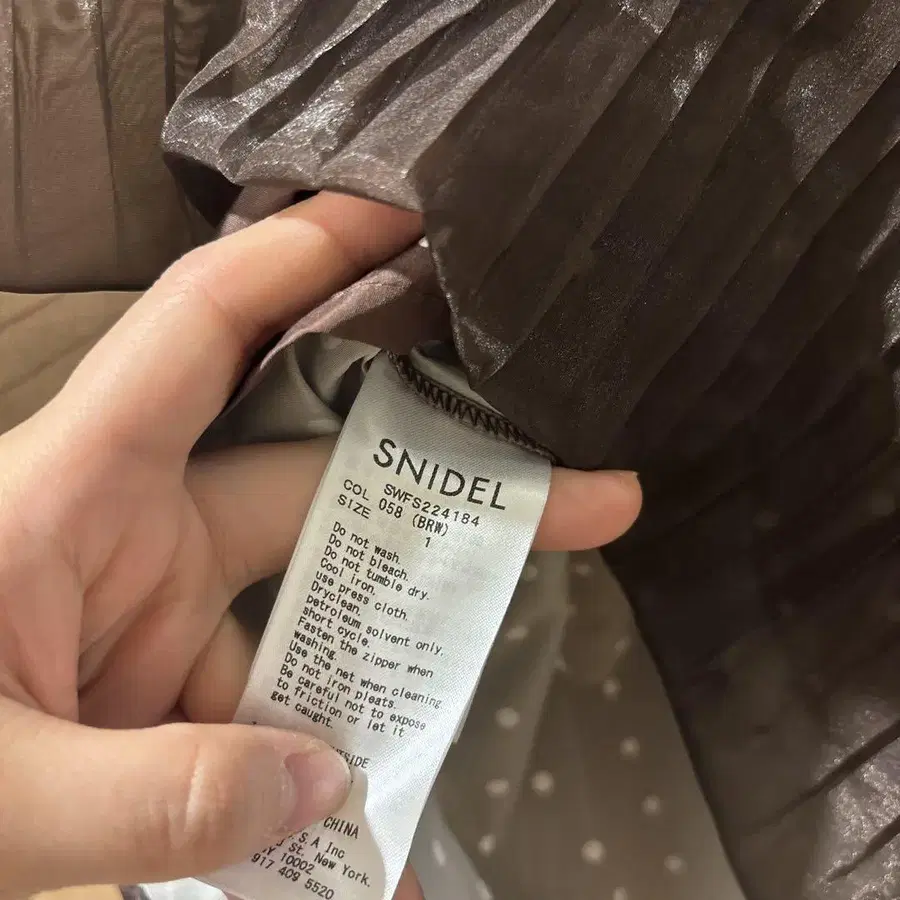 SNIDEL
SWFS224184
COL 058 (BRW)
SIZE 1
Do not wash.
Do not bleach.
Do not tumble dry.
Cool iron.
use press cloth.
Dryclean.
petroleum solvent only.
short cycle.
Fasten the zipper when
washing.
Use the net when cleaning.
Do not iron pleats.
Be careful not to expose
to friction or let it
get caught.
CHINA
S.A Inc
St. New York.
NY 10002
917 409 5520